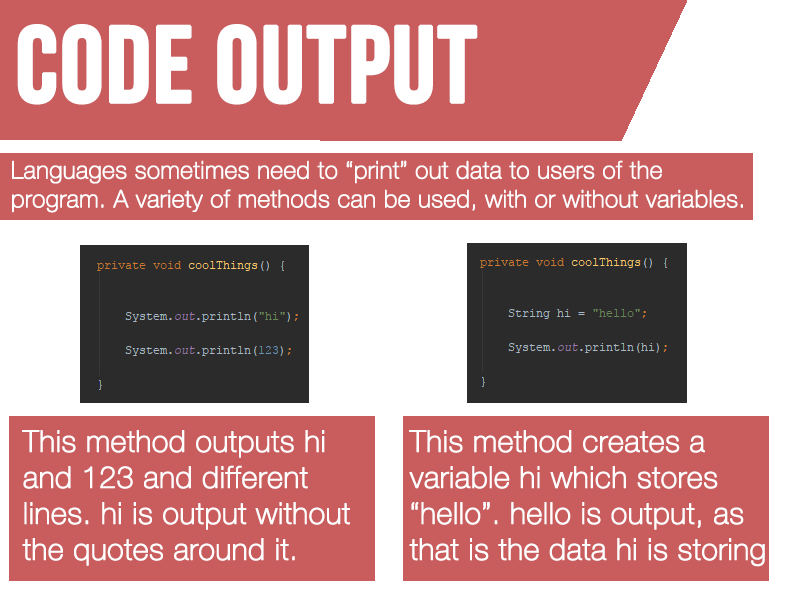 CODE OUTPUT
Languages sometimes need to “print” out data to users of the
program. A variety of methods can be used, with or without variables.
private void coolThings() {
System.out.println("hi");
System.out.println(123);
}
private void coolThings() {
String hi = "hello";
System.out.println(hi);
}
This method outputs hi
and 123 and different
lines. hi is output without
the quotes around it.
This method creates a
variable hi which stores
“hello”. hello is output, as
that is the data hi is storing